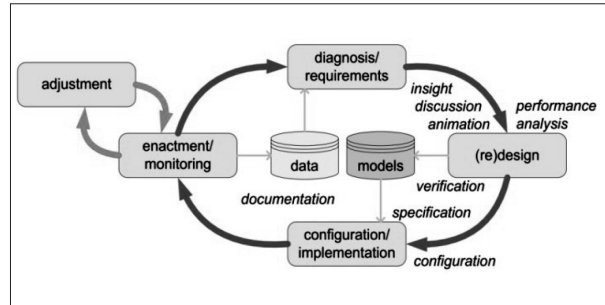 diagnosis/
requirements
adjustment
insight
discussion
animation
performance
analysis
enactment/
monitoring
data
models
(re)design
verification
documentation
specification
configuration/
implementation
configuration